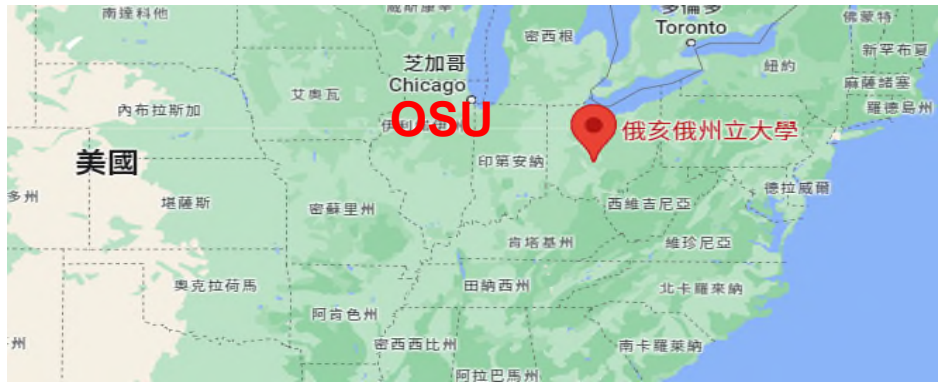 南達科他
密西根
多倫多
Toronto
佛蒙特
新罕布夏
紐約
麻薩諸塞
羅德島州
芝加哥
Chicago
OSU
艾奧瓦
內布拉斯加
美國
印第安納
俄亥俄州立大學
堪薩斯
密蘇里州
西維吉尼亞
德拉威爾
維珍尼亞
肯塔基州
多州
奧克拉荷馬
田納西州
北卡羅來納
阿肯色州
州
密西西比州
南卡羅萊納
阿拉巴馬州